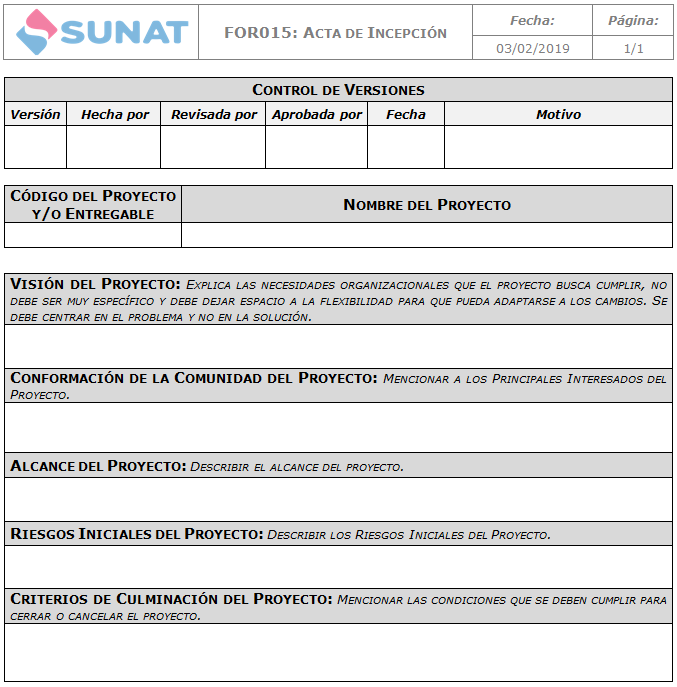 SUNAT
FOR015: ACTA DE INCEPCIÓN
Fecha:
Página:
03/02/2019
1/1
CONTROL DE VERSIONES
Versión Hecha por Revisada por Aprobada por Fecha Motivo
CÓDIGO DEL PROYECTO
Y/O ENTREGABLE
NOMBRE DEL PROYECTO
VISIÓN DEL PROYECTO: EXPLICA LAS NECESIDADES ORGANIZACIONALES QUE EL PROYECTO BUSCA CUMPLIR, NO
DEBE SER MUY ESPECÍFICO Y DEBE DEJAR ESPACIO A LA FLEXIBILIDAD PARA QUE PUEDA ADAPTARSE A LOS CAMBIOS. SE
DEBE CENTRAR EN EL PROBLEMA Y NO EN LA SOLUCIÓN.
CONFORMACIÓN DE LA COMUNIDAD DEL PROYECTO: MENCIONAR A LOS PRINCIPALES INTERESADOS DEL
PROYECTO.
ALCANCE DEL PROYECTO: DESCRIBIR EL ALCANCE DEL PROYECTO.
RIESGOS INICIALES DEL PROYECTO: DESCRIBIR LOS RIESGOS INICIALES DEL PROYECTO.
CRITERIOS DE CULMINACIÓN DEL PROYECTO: MENCIONAR LAS CONDICIONES QUE SE DEBEN CUMPLIR PARA
CERRAR O CANCELAR EL PROYECTO.